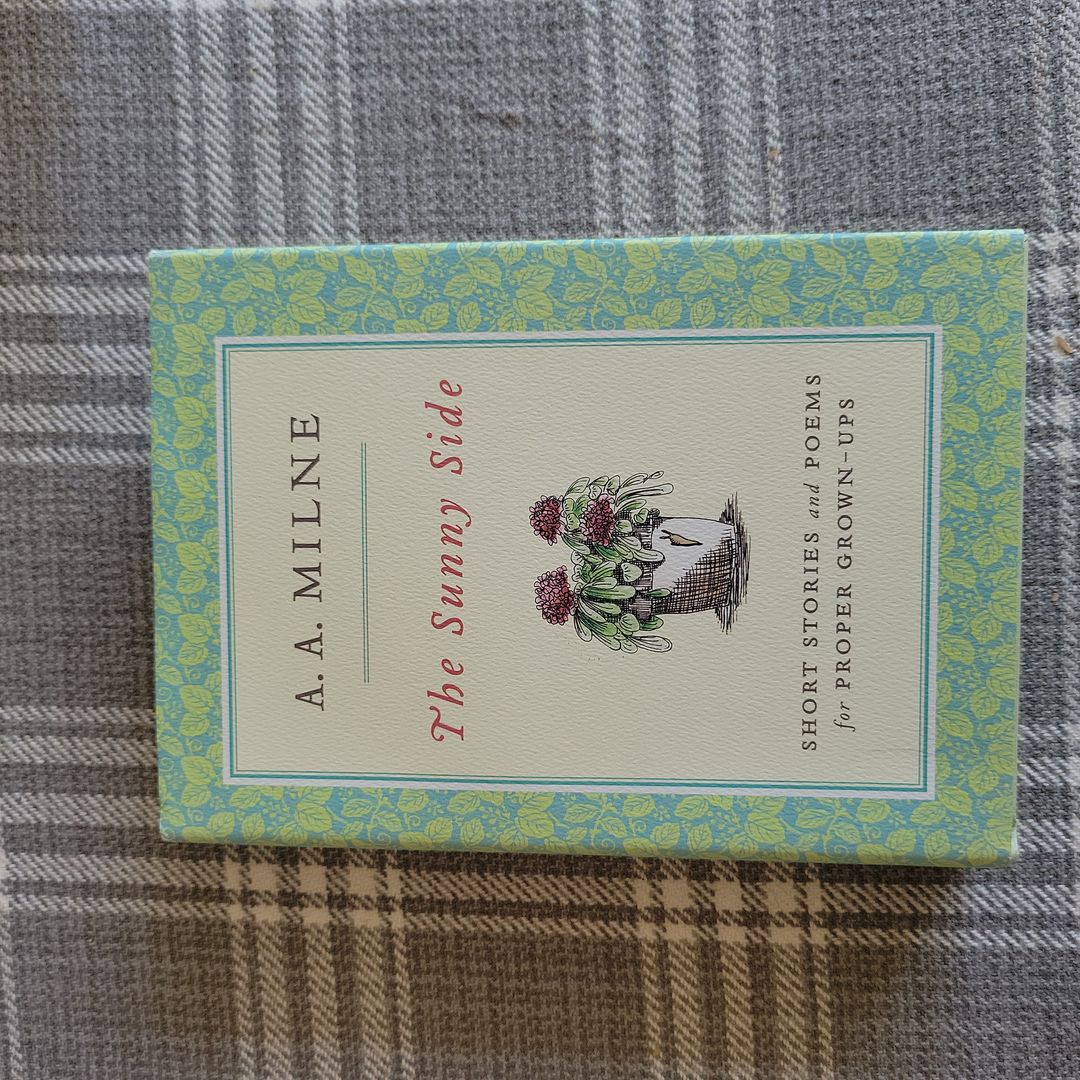 A. A. MILNE
The Sunny Side
SHORT STORIES and POEMS
for PROPER GROWN-UPS